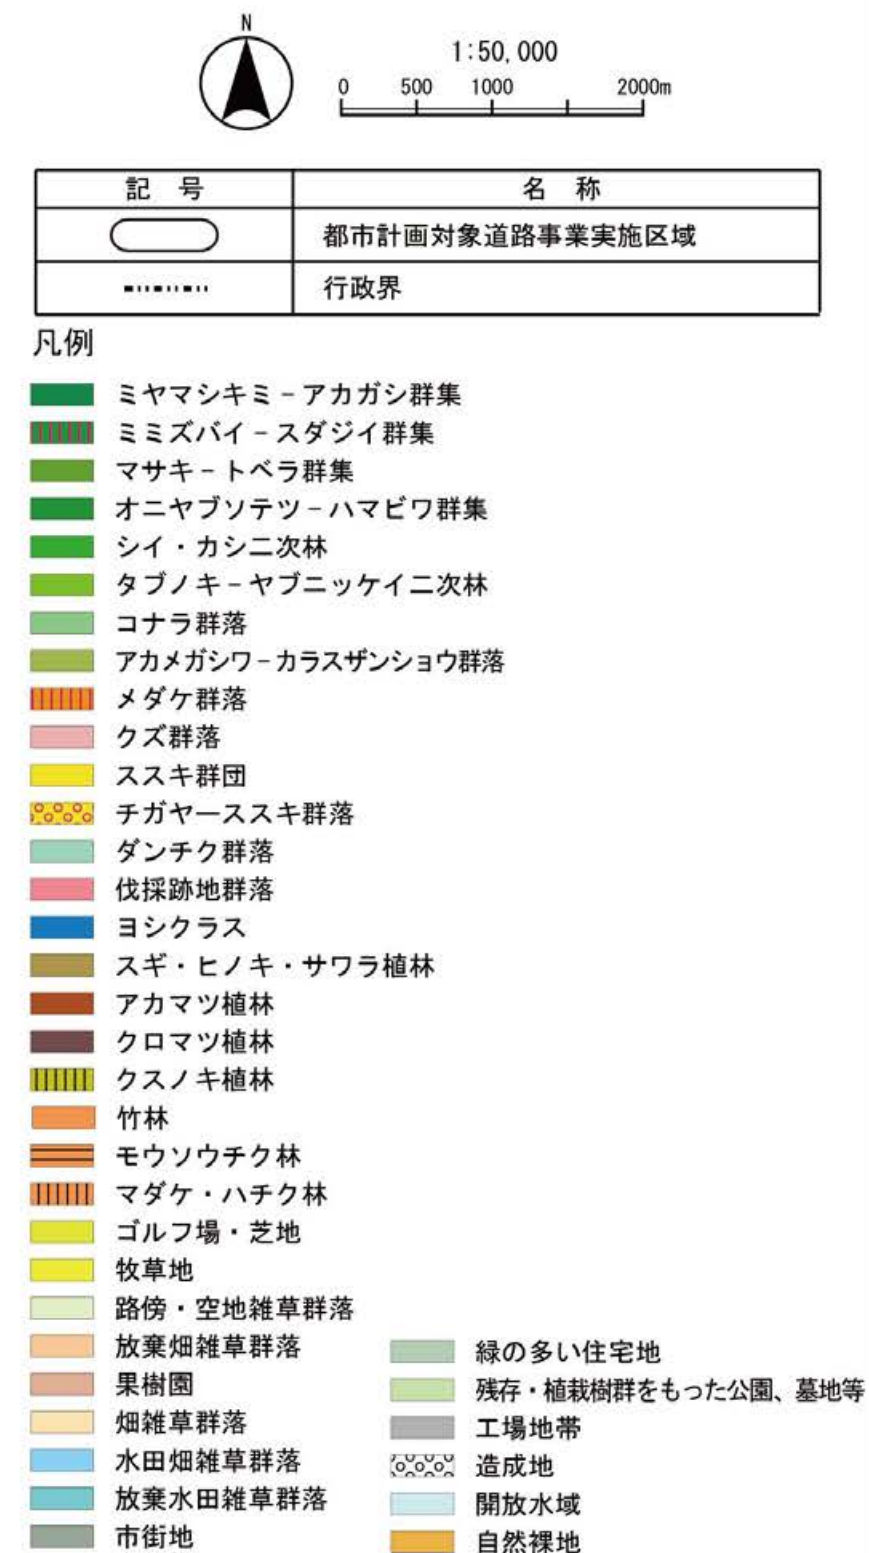 N
1:50,000
0 500 1000 2000m
記 号 名 称
都市計画対象道路事業実施区域
行政界
凡例
ミヤマシキミ－アカガシ群集
ミミズバイ－スダジイ群集
マサキ－トベラ群集
オニヤブソテツ－ハマビワ群集
シイ・カシ二次林
タブノキ－ヤブニッケイ二次林
コナラ群落
アカメガシワ－カラスザンショウ群落
メダケ群落
クズ群落
ススキ群団
チガヤーススキ群落
ダンチク群落
伐採跡地群落
ヨシクラス
スギ・ヒノキ・サワラ植林
アカマツ植林
クロマツ植林
クスノキ植林
竹林
モウソウチク林
マダケ・ハチク林
ゴルフ場・芝地
牧草地
路傍・空地雑草群落
放棄畑雑草群落
果樹園
畑雑草群落
水田畑雑草群落
放棄水田雑草群落
市街地
緑の多い住宅地
残存・植栽樹群をもった公園、墓地等
工場地帯
造成地
開放水域
自然裸地